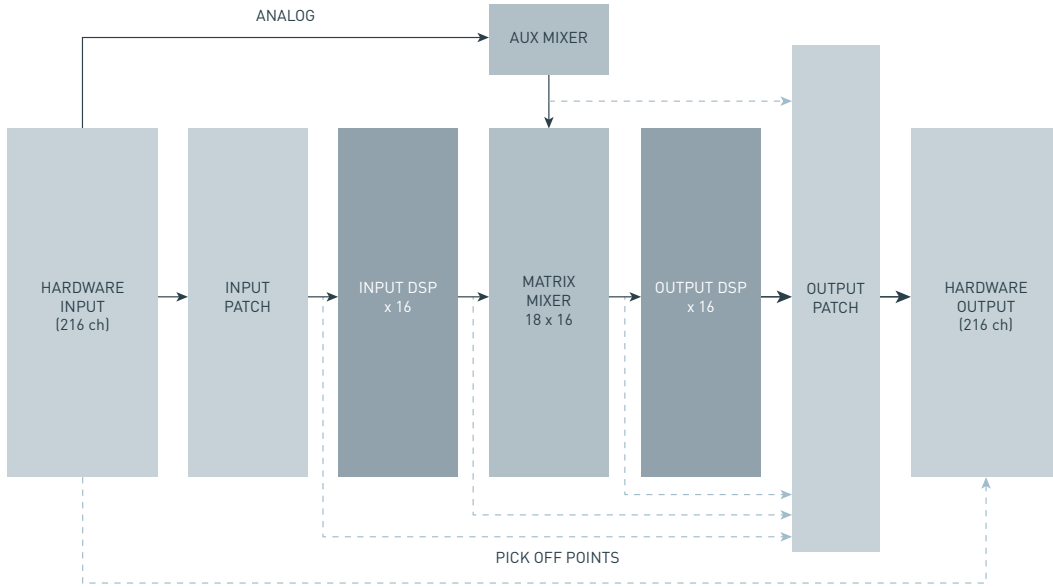 ANALOG
AUX MIXER
HARDWARE
INPUT
(216 ch)
INPUT
PATCH
INPUT DSP
x 16
MATRIX
MIXER
18 x 16
OUTPUT DSP
x 16
OUTPUT
PATCH
HARDWARE
OUTPUT
(216 ch)
PICK OFF POINTS